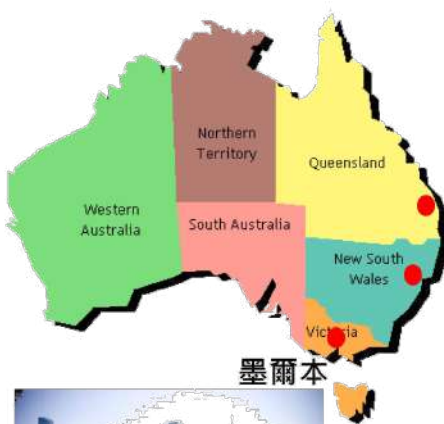 Northern
Territory
Queensland
Western
Australia
South Australia
New South
Wales
Victoria
墨爾本